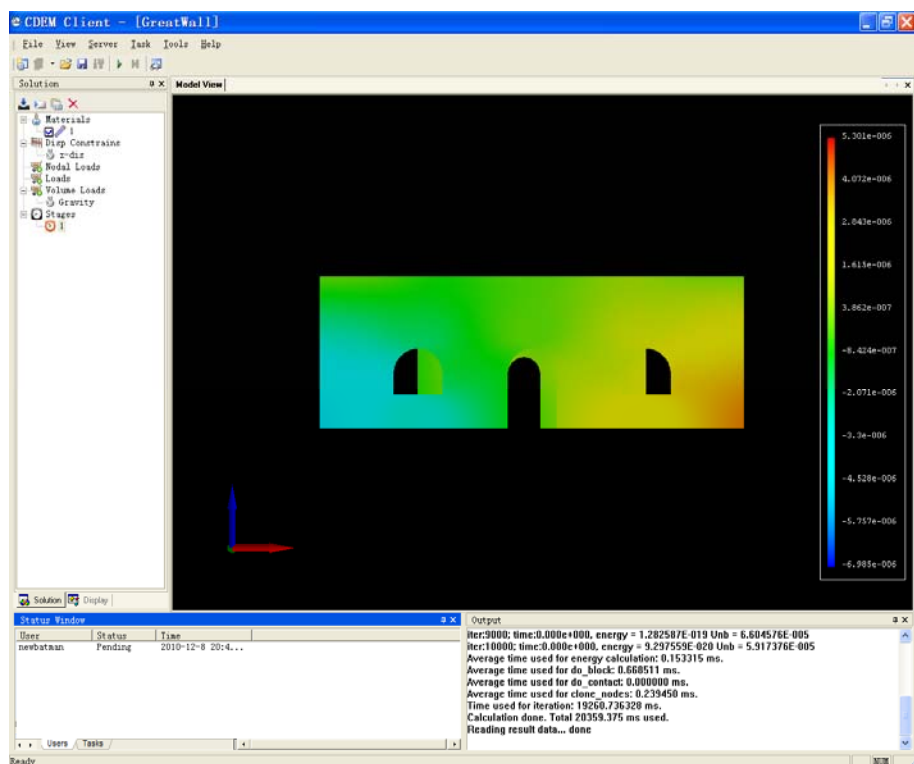 CDEM Client - [GreatWall]
File View Server Task Tools Help
Solution
Model View
Materials
1
Disp Constrains
z-dis
Nodal Loads
Loads
Volume Loads
Gravity
Stages
1
5.301e-006
4.072e-006
2.843e-006
1.615e-006
3.862e-007
-8.424e-007
-2.071e-006
-3.3e-006
-4.528e-006
-5.757e-006
-6.985e-006
Solution Display
Status Window
User Status Time
newbatman Pending 2010-12-8 20:4...
Users Tasks
Output
iter:9000; time:0.000e+000, energy = 1.282587E-019 Unb = 6.604576E-005
iter:10000; time:0.000e+000, energy = 9.297559E-020 Unb = 5.917376E-005
Average time used for energy calculation: 0.153315 ms.
Average time used for do_block: 0.668511 ms.
Average time used for do_contact: 0.000000 ms.
Average time used for clone_nodes: 0.239450 ms.
Time used for iteration: 19260.736328 ms.
Calculation done. Total 20359.375 ms used.
Reading result data... done
Ready
NUM